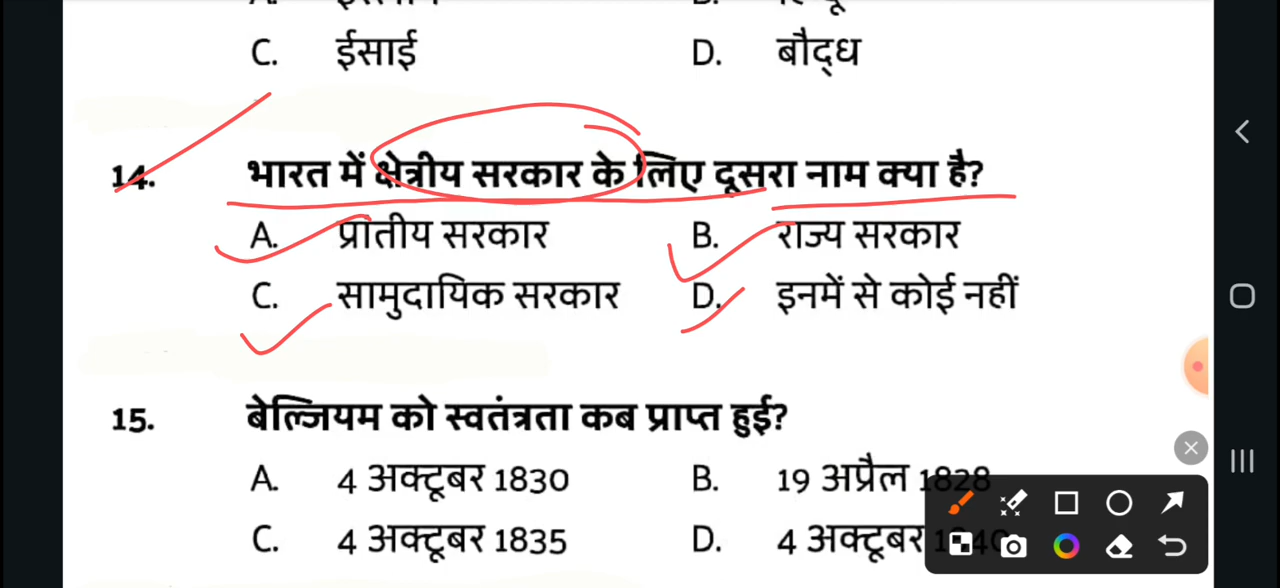 C. ईसाई D. बौद्ध
14. भारत में क्षेत्रीय सरकार के लिए दूसरा नाम क्या है?
A. प्रांतीय सरकार B. राज्य सरकार
C. सामुदायिक सरकार D. इनमें से कोई नहीं
15. बेल्जियम को स्वतंत्रता कब प्राप्त हुई?
A. 4 अक्टूबर 1830 B. 19 अप्रैल 1828
C. 4 अक्टूबर 1835 D. 4 अक्टूबर